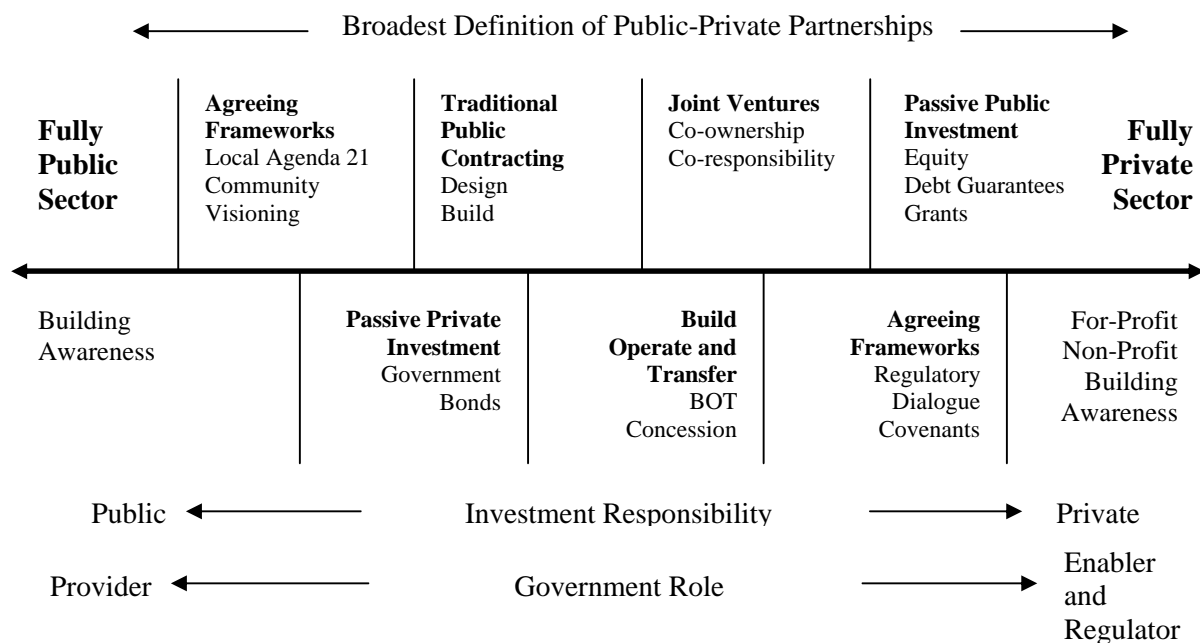 Broadest Definition of Public-Private Partnerships
Fully
Public
Sector
Agreeing
Frameworks
Local Agenda 21
Community
Visioning
Traditional
Public
Contracting
Design
Build
Joint Ventures
Co-ownership
Co-responsibility
Passive Public
Investment
Equity
Debt Guarantees
Grants
Fully
Private
Sector
Building
Awareness
Passive Private
Investment
Government
Bonds
Build
Operate and
Transfer
BOT
Concession
Agreeing
Frameworks
Regulatory
Dialogue
Covenants
For-Profit
Non-Profit
Building
Awareness
Public
Investment Responsibility
Private
Provider
Government Role
Enabler
and
Regulator